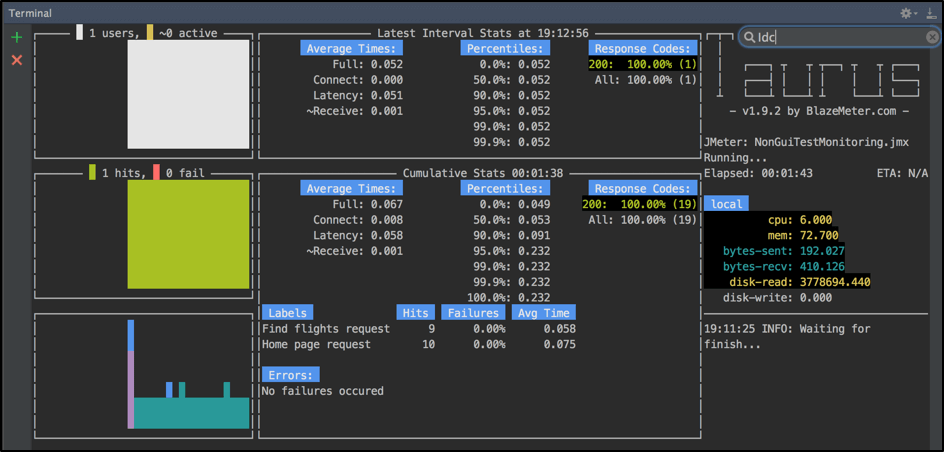 Terminal
1 users, ~0 active
Latest Interval Stats at 19:12:56
Average Times: Percentiles: Response Codes:
Full: 0.052 0.0%: 0.052 200: 100.00% (1)
Connect: 0.000 50.0%: 0.052 All: 100.00% (1)
Latency: 0.051 90.0%: 0.052
~Receive: 0.001 95.0%: 0.052
99.0%: 0.052
99.9%: 0.052
1 hits, 0 fail
Cumulative Stats 00:01:38
Average Times: Percentiles: Response Codes:
Full: 0.067 0.0%: 0.049 200: 100.00% (19)
Connect: 0.008 50.0%: 0.053 All: 100.00% (19)
Latency: 0.058 90.0%: 0.091
~Receive: 0.001 95.0%: 0.232
99.0%: 0.232
99.9%: 0.232
100.0%: 0.232
Labels Hits Failures Avg Time
Find flights request 9 0.00% 0.058
Home page request 10 0.00% 0.075
Errors:
No failures occured
ldc
Taurus
- v1.9.2 by BlazeMeter.com -
JMeter: NonGuiTestMonitoring.jmx
Running...
Elapsed: 00:01:43 ETA: N/A
local
cpu: 6.000
mem: 72.700
bytes-sent: 192.027
bytes-recv: 410.126
disk-read: 3778694.440
disk-write: 0.000
19:11:25 INFO: Waiting for
finish...